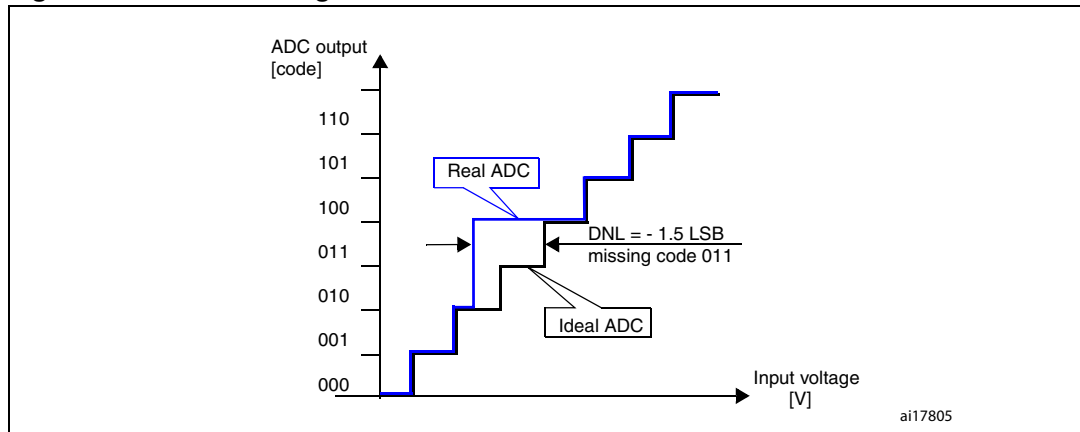 ADC output
[code]
110
101
Real ADC
100
DNL = - 1.5 LSB
011
missing code 011
010
Ideal ADC
001
000
Input voltage
[V]
ai17805